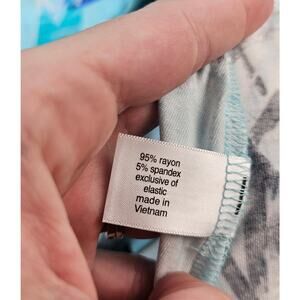 95% rayon
5% spandex
exclusive of
elastic
made in
Vietnam